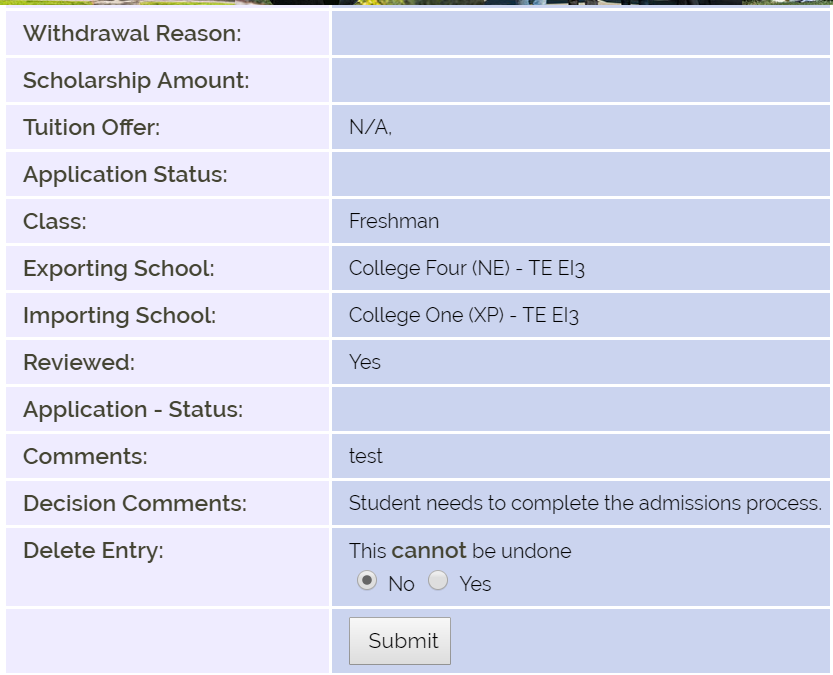 Withdrawal Reason:
Scholarship Amount:
Tuition Offer: N/A,
Application Status:
Class: Freshman
Exporting School: College Four (NE) - TE EI3
Importing School: College One (XP) - TE EI3
Reviewed: Yes
Application - Status:
Comments: test
Decision Comments: Student needs to complete the admissions process.
Delete Entry: This cannot be undone
No Yes
Submit